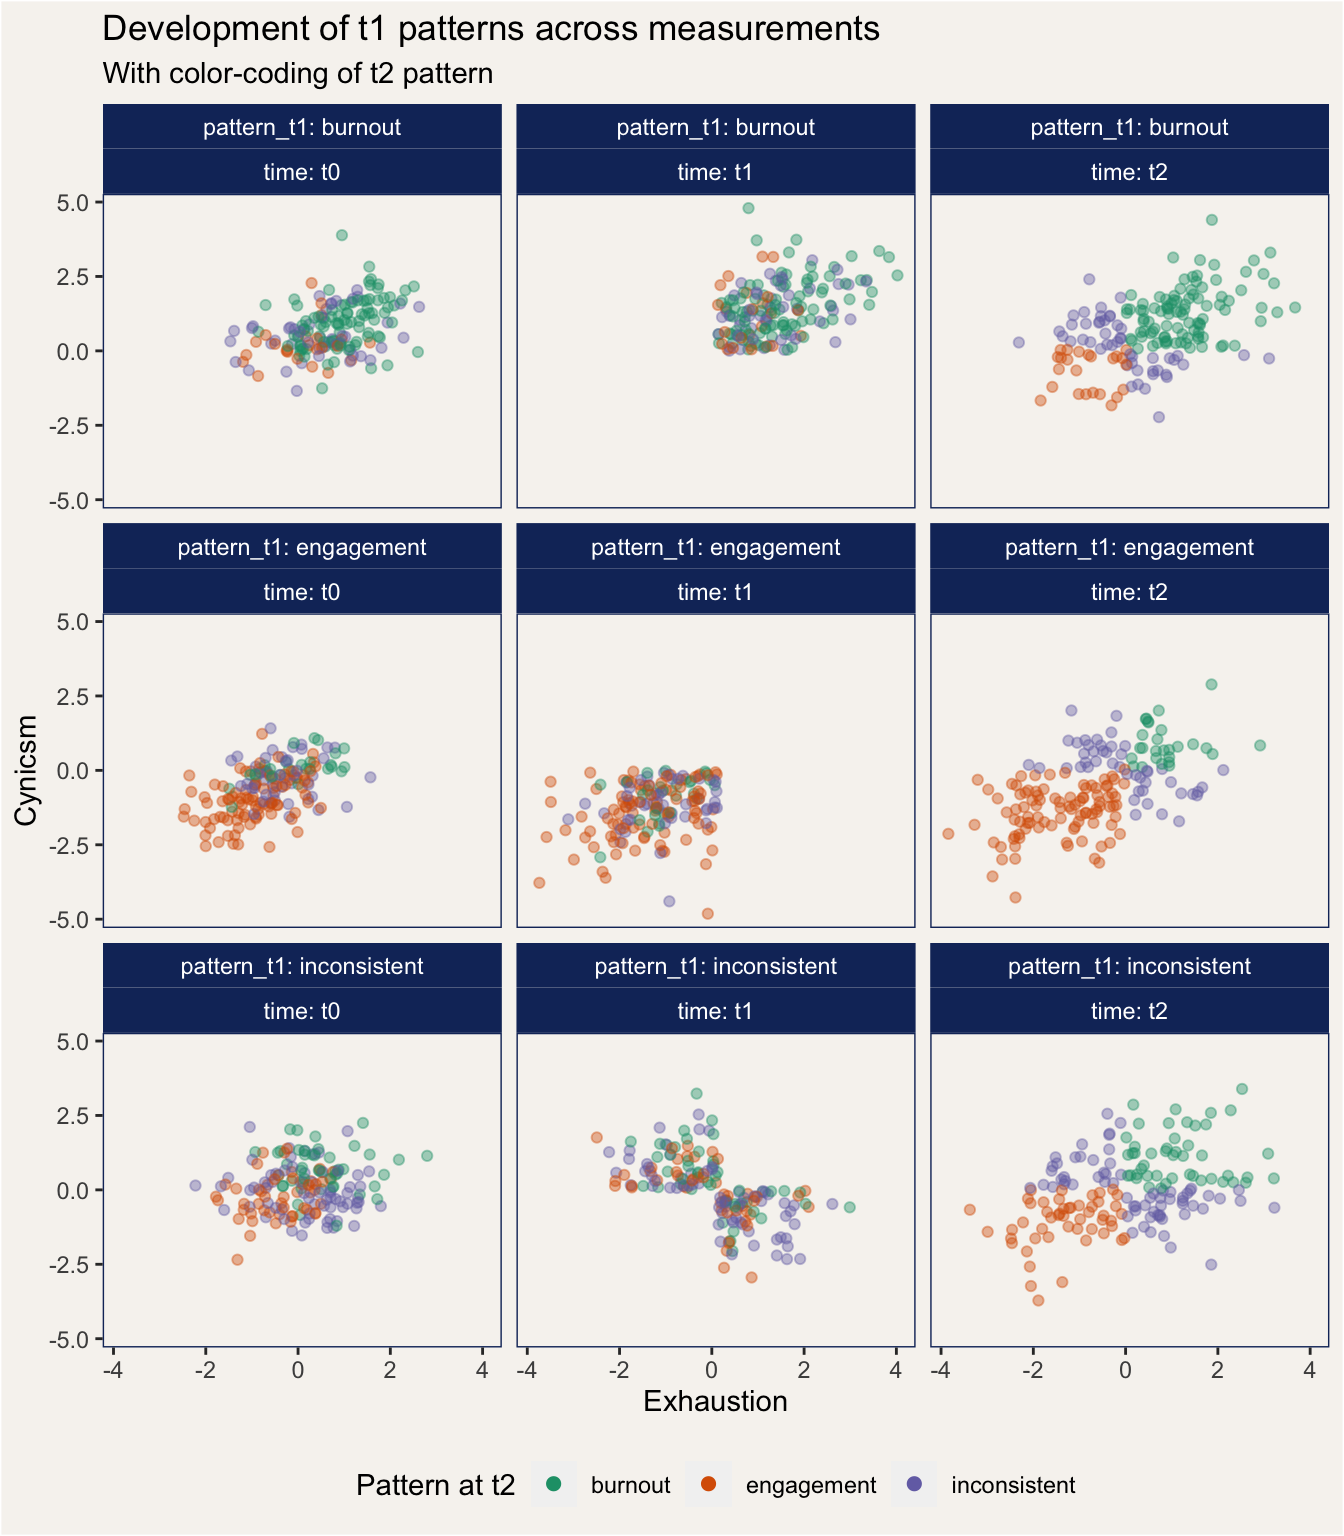 Development of t1 patterns across measurements
With color-coding of t2 pattern
pattern_t1: burnout pattern_t1: burnout pattern_t1: burnout
time: t0 time: t1 time: t2
5.0
2.5
0.0
-2.5
-5.0
pattern_t1: engagement pattern_t1: engagement pattern_t1: engagement
time: t0 time: t1 time: t2
5.0
2.5
0.0
-2.5
-5.0
Cynicsm
pattern_t1: inconsistent pattern_t1: inconsistent pattern_t1: inconsistent
time: t0 time: t1 time: t2
5.0
2.5
0.0
-2.5
-5.0
-4 -2 0 2 4 -4 -2 0 2 4 -4 -2 0 2 4
Exhaustion
Pattern at t2 burnout engagement inconsistent